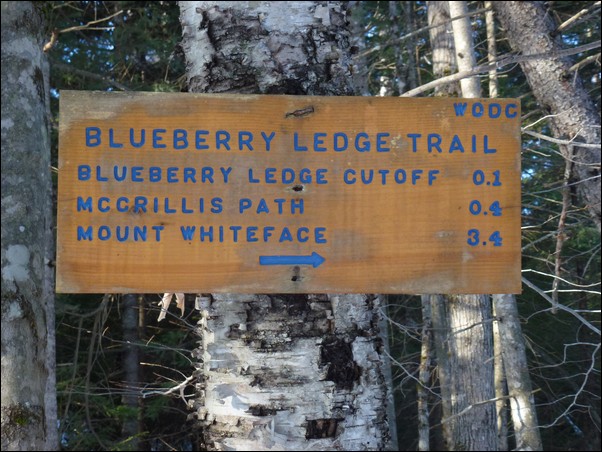 WODC
BLUEBERRY LEDGE TRAIL
BLUEBERRY LEDGE CUTOFF 0.1
MCCRILLIS PATH 0.4
MOUNT WHITEFACE 3.4